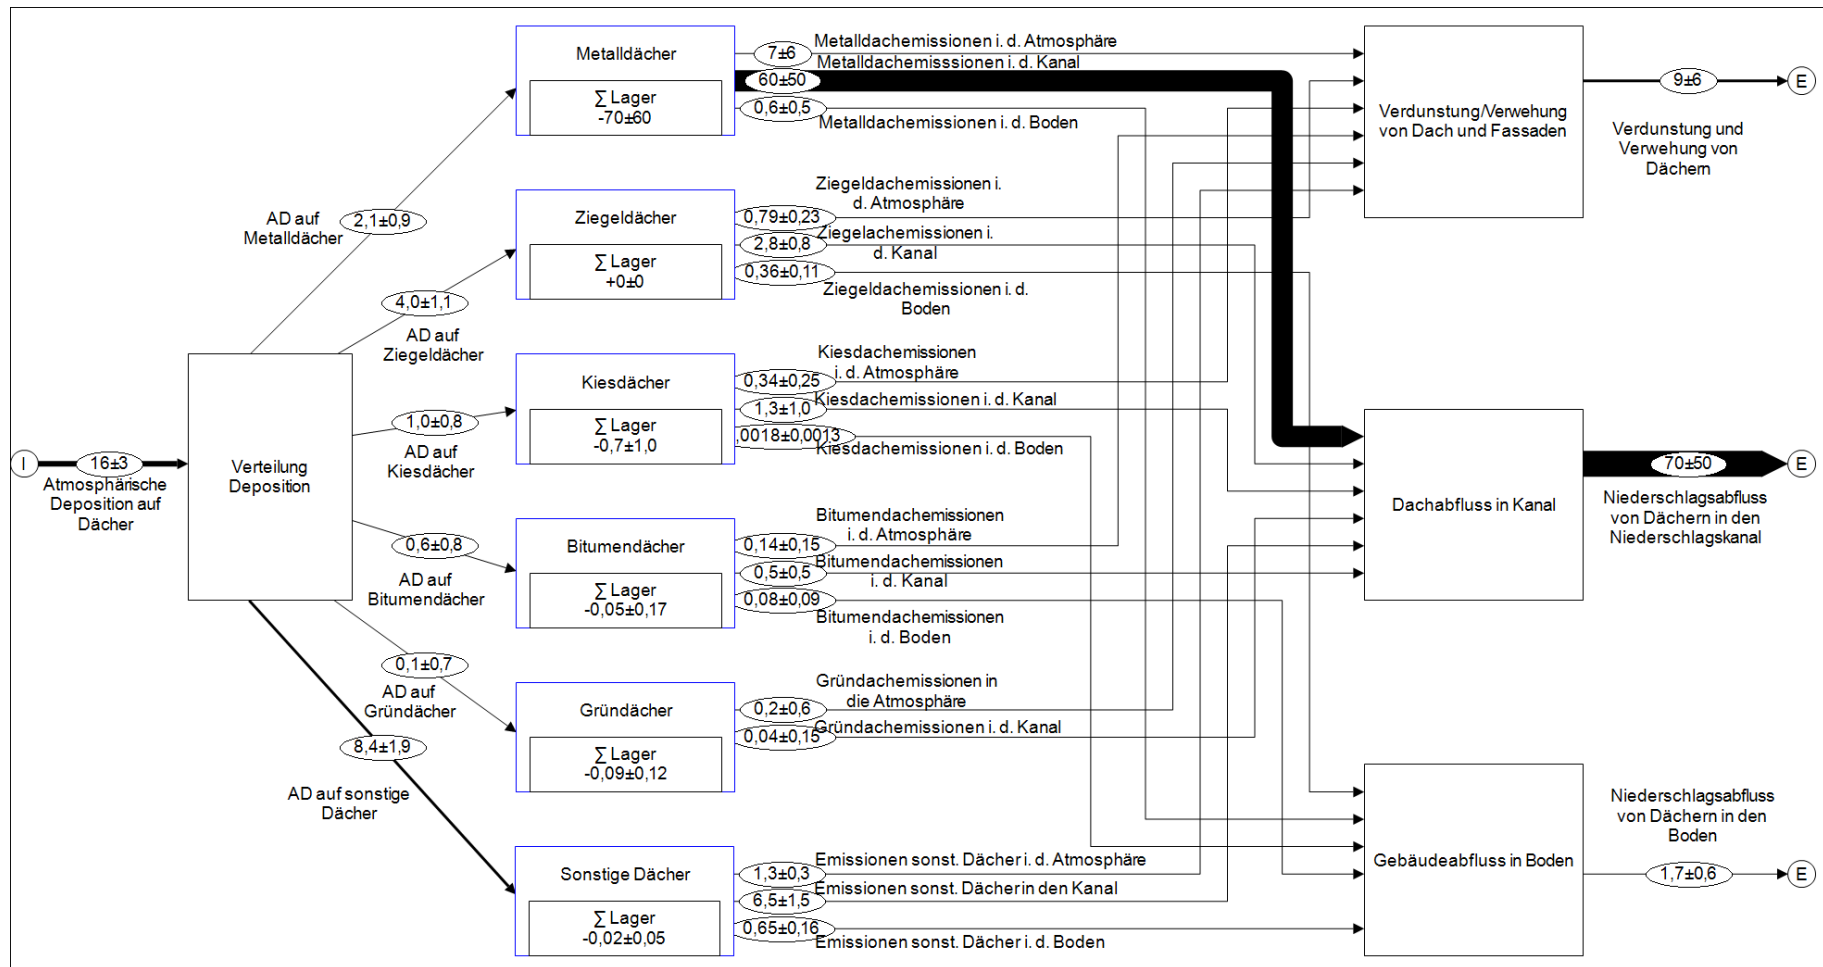 I
16±3
Atmosphärische
Deposition auf
Dächer
Verteilung
Deposition
AD auf
Metalldächer
2,1±0,9
4,0±1,1
AD auf
Ziegeldächer
1,0±0,8
AD auf
Kiesdächer
0,6±0,8
AD auf
Bitumendächer
0,1±0,7
AD auf
Gründächer
8,4±1,9
AD auf sonstige
Dächer
Metalldächer
∑ Lager
-70±60
Metalldachemissionen i. d. Atmosphäre
7±6
Metalldachemisssionen i. d. Kanal
60±50
0,6±0,5
Metalldachemissionen i. d. Boden
Ziegeldächer
∑ Lager
+0±0
Ziegeldachemissionen i.
d. Atmosphäre
0,79±0,23
Ziegelachemissionen i.
d. Kanal
2,8±0,8
0,36±0,11
Ziegeldachemissionen i. d.
Boden
Kiesdächer
∑ Lager
-0,7±1,0
Kiesdachemissionen
i. d. Atmosphäre
0,34±0,25
Kiesdachemissionen i. d. Kanal
1,3±1,0
,0018±0,0013
Kiesdachemissionen i. d. Boden
Bitumendächer
∑ Lager
-0,05±0,17
Bitumendachemissionen
i. d. Atmosphäre
0,14±0,15
Bitumendachemissionen
i. d. Kanal
0,5±0,5
0,08±0,09
Bitumendachemissionen
i. d. Boden
Gründächer
∑ Lager
-0,09±0,12
Gründachemissionen in
die Atmosphäre
0,2±0,6
Gründachemissionen i. d. Kanal
0,04±0,15
Sonstige Dächer
∑ Lager
-0,02±0,05
Emissionen sonst. Dächer i. d. Atmosphäre
1,3±0,3
Emissionen sonst. Dächer in den Kanal
6,5±1,5
0,65±0,16
Emissionen sonst. Dächer i. d. Boden
Verdunstung/Verwehung
von Dach und Fassaden
9±6
E
Verdunstung und
Verwehung von
Dächern
Dachabfluss in Kanal
70±50
E
Niederschlagsabfluss
von Dächern in den
Niederschlagskanal
Gebäudeabfluss in Boden
Niederschlagsabfluss
von Dächern in den
Boden
1,7±0,6
E